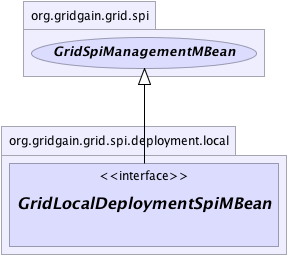 org.gridgain.grid.spi
GridSpiManagementMBean
org.gridgain.grid.spi.deployment.local
<<interface>>
GridLocalDeploymentSpiMBean